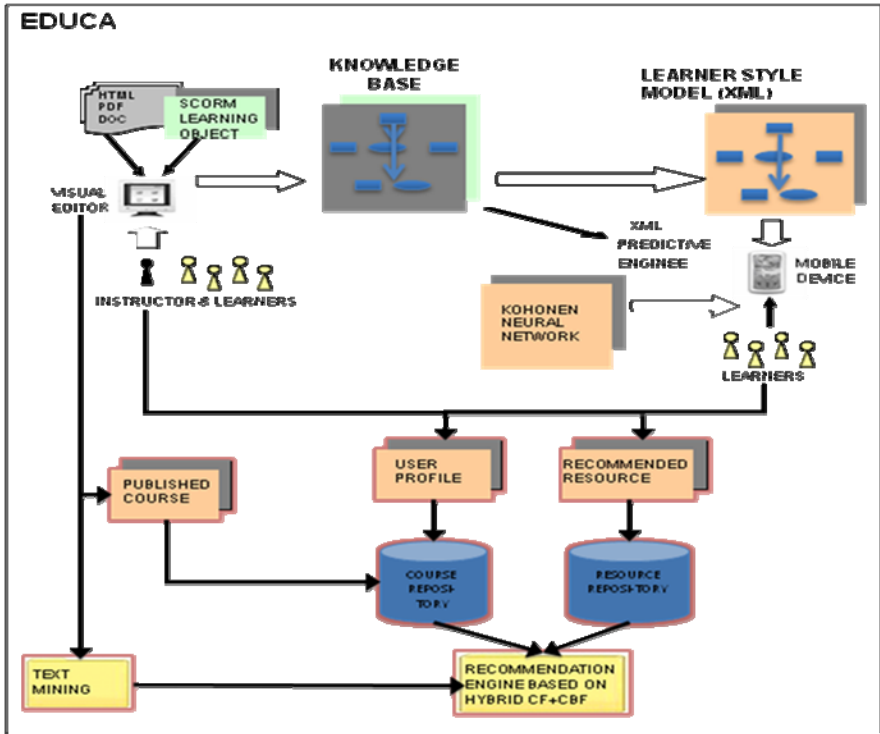 EDUCA
HTML
PDF
DOC
SCORM
LEARNING
OBJECT
KNOWLEDGE
BASE
LEARNER STYLE
MODEL (XML)
VISUAL
EDITOR
XML
PREDICTIVE
ENGINEE
MOBILE
DEVICE
INSTRUCTOR & LEARNERS
KOHONEN
NEURAL
NETWORK
LEARNERS
PUBLISHED
COURSE
USER
PROFILE
RECOMMENDED
RESOURCE
COURSE
REPOSI
TORY
RESOURCE
REPOSITORY
TEXT
MINING
RECOMMENDATION
ENGINE BASED ON
HYBRID CF+CBF